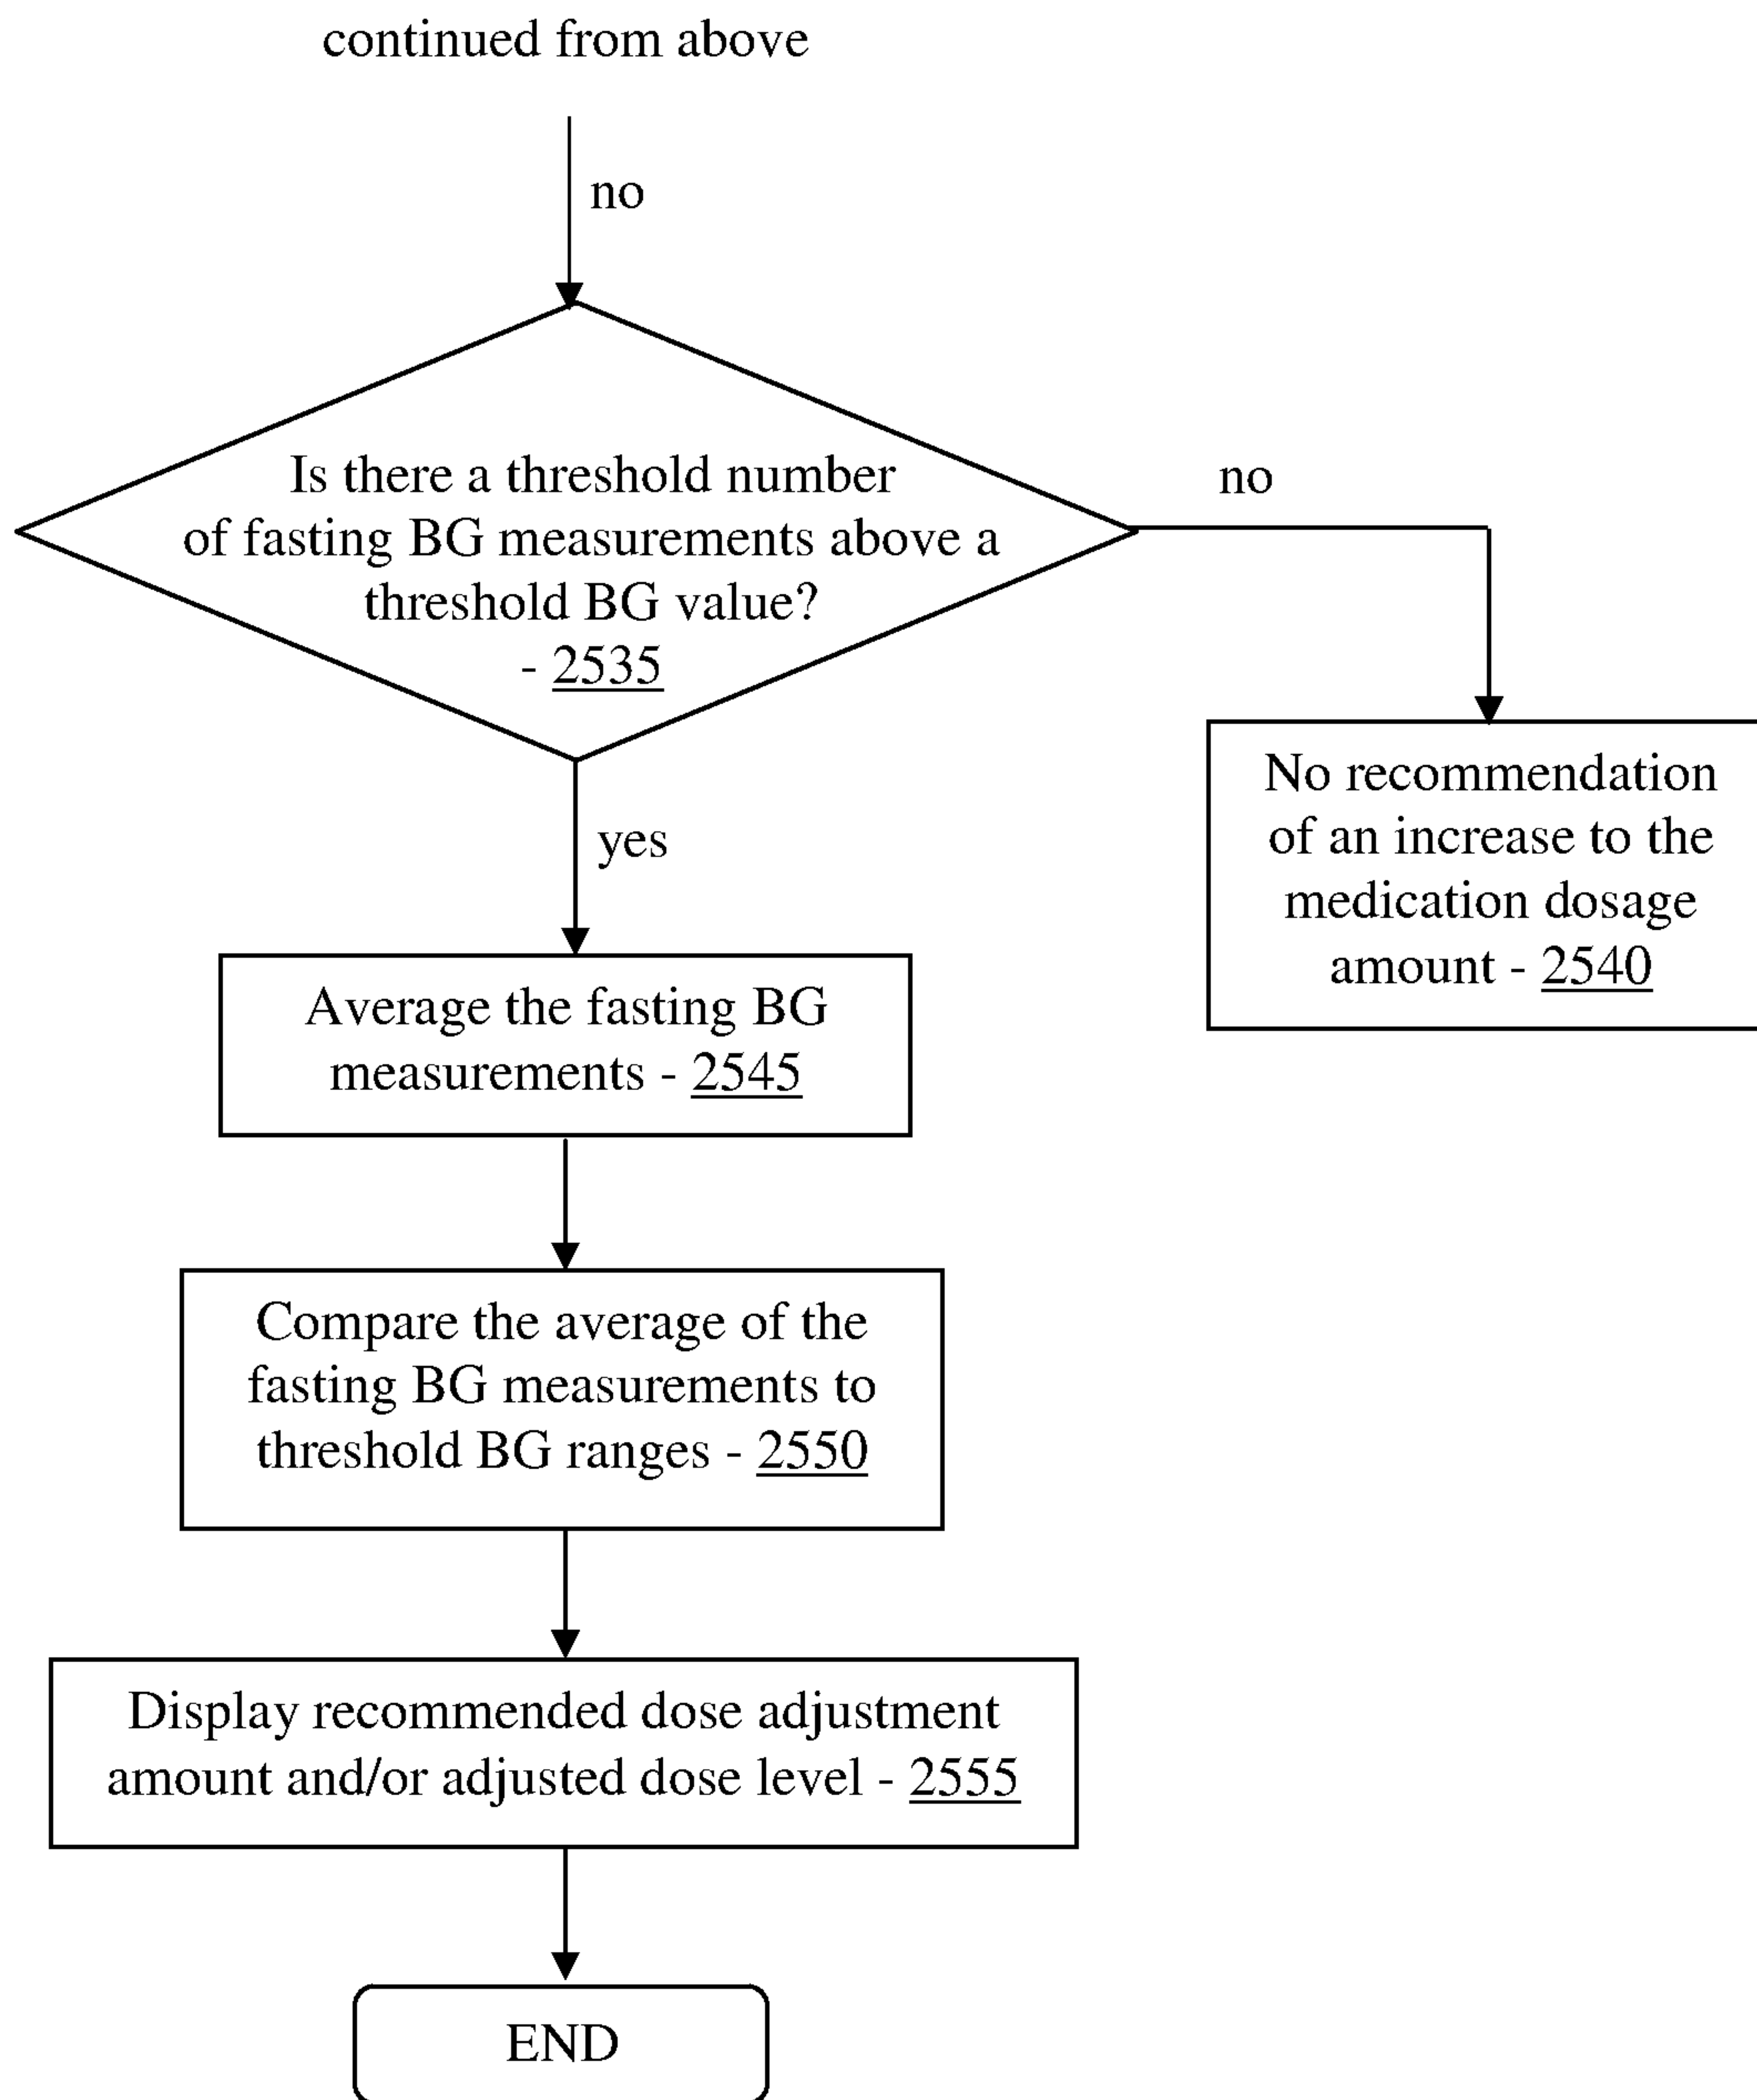 continued from above
no
Is there a threshold number
of fasting BG measurements above a
threshold BG value?
- 2535
no
No recommendation
of an increase to the
medication dosage
amount - 2540
yes
Average the fasting BG
measurements - 2545
Compare the average of the
fasting BG measurements to
threshold BG ranges - 2550
Display recommended dose adjustment
amount and/or adjusted dose level - 2555
END